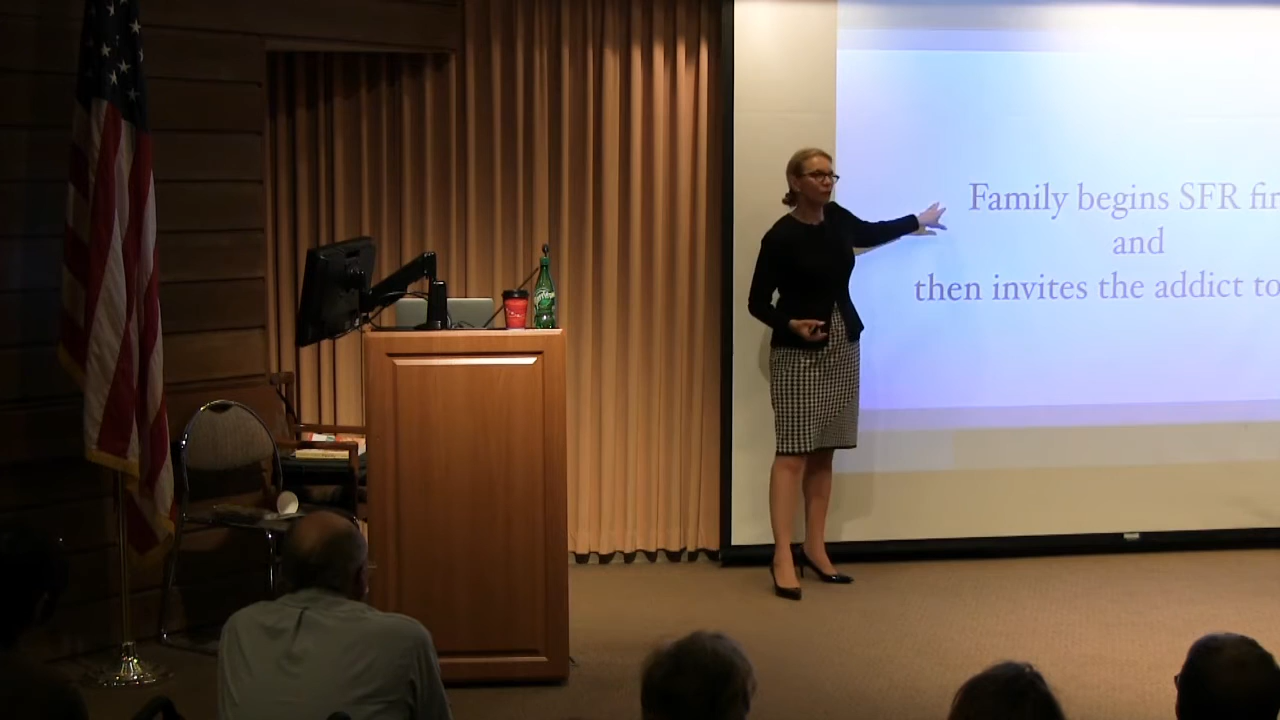 Family begins SFR fir
and
then invites the addict to